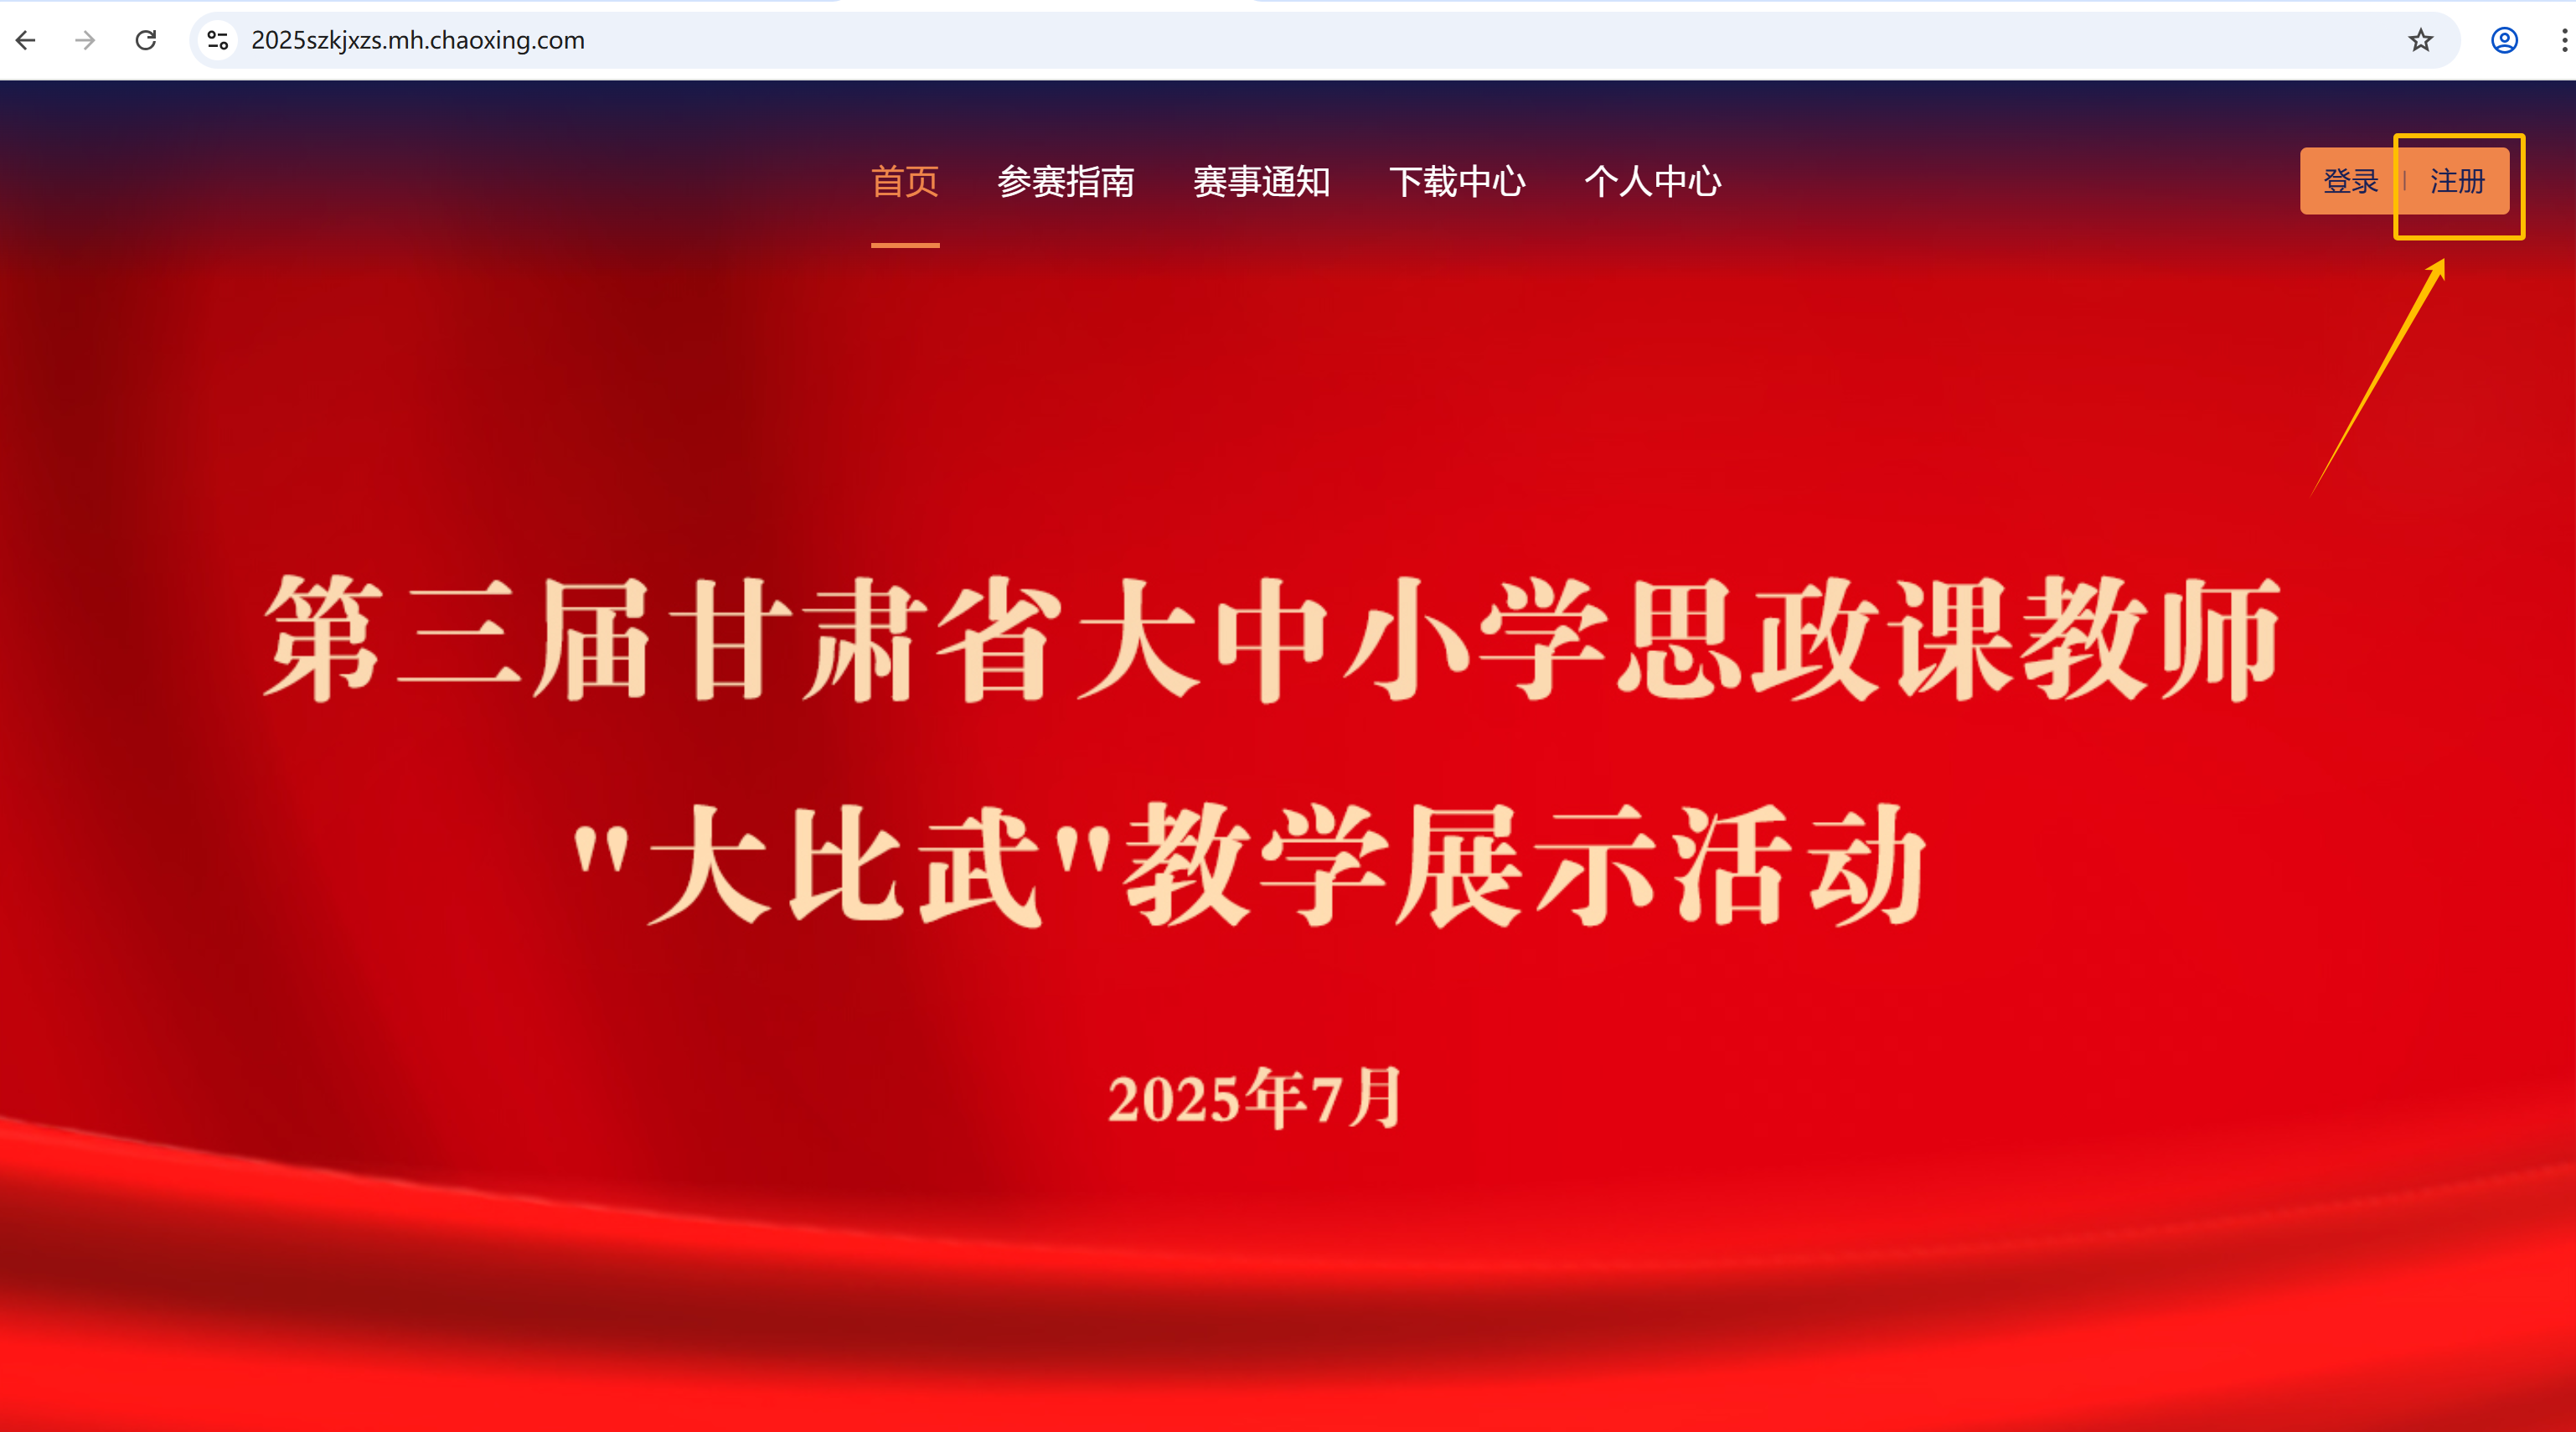 2025szkjxzs.mh.chaoxing.com
首页 参赛指南 赛事通知 下载中心 个人中心 登录 | 注册
第三届甘肃省大中小学思政课教师
"大比武"教学展示活动
2025年7月